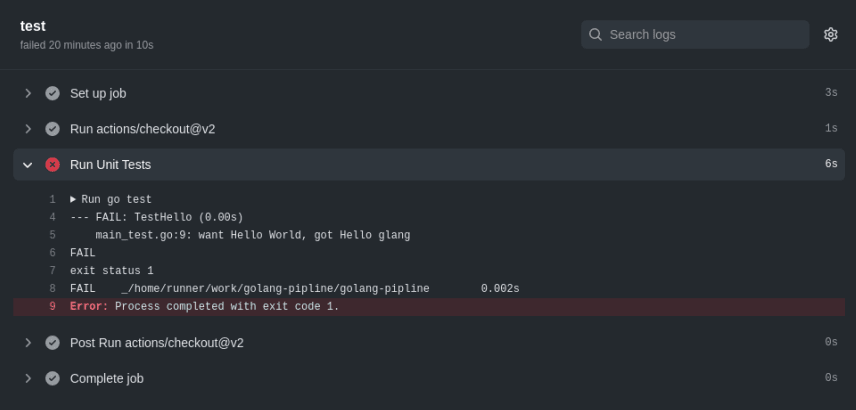 test
failed 20 minutes ago in 10s
Search logs
Set up job 3s
Run actions/checkout@v2 1s
Run Unit Tests 6s
1 Run go test
4 --- FAIL: TestHello (0.00s)
5 main_test.go:9: want Hello World, got Hello glang
6 FAIL
7 exit status 1
8 FAIL _/home/runner/work/golang-pipline/golang-pipline 0.002s
9 Error: Process completed with exit code 1.
Post Run actions/checkout@v2 0s
Complete job 0s